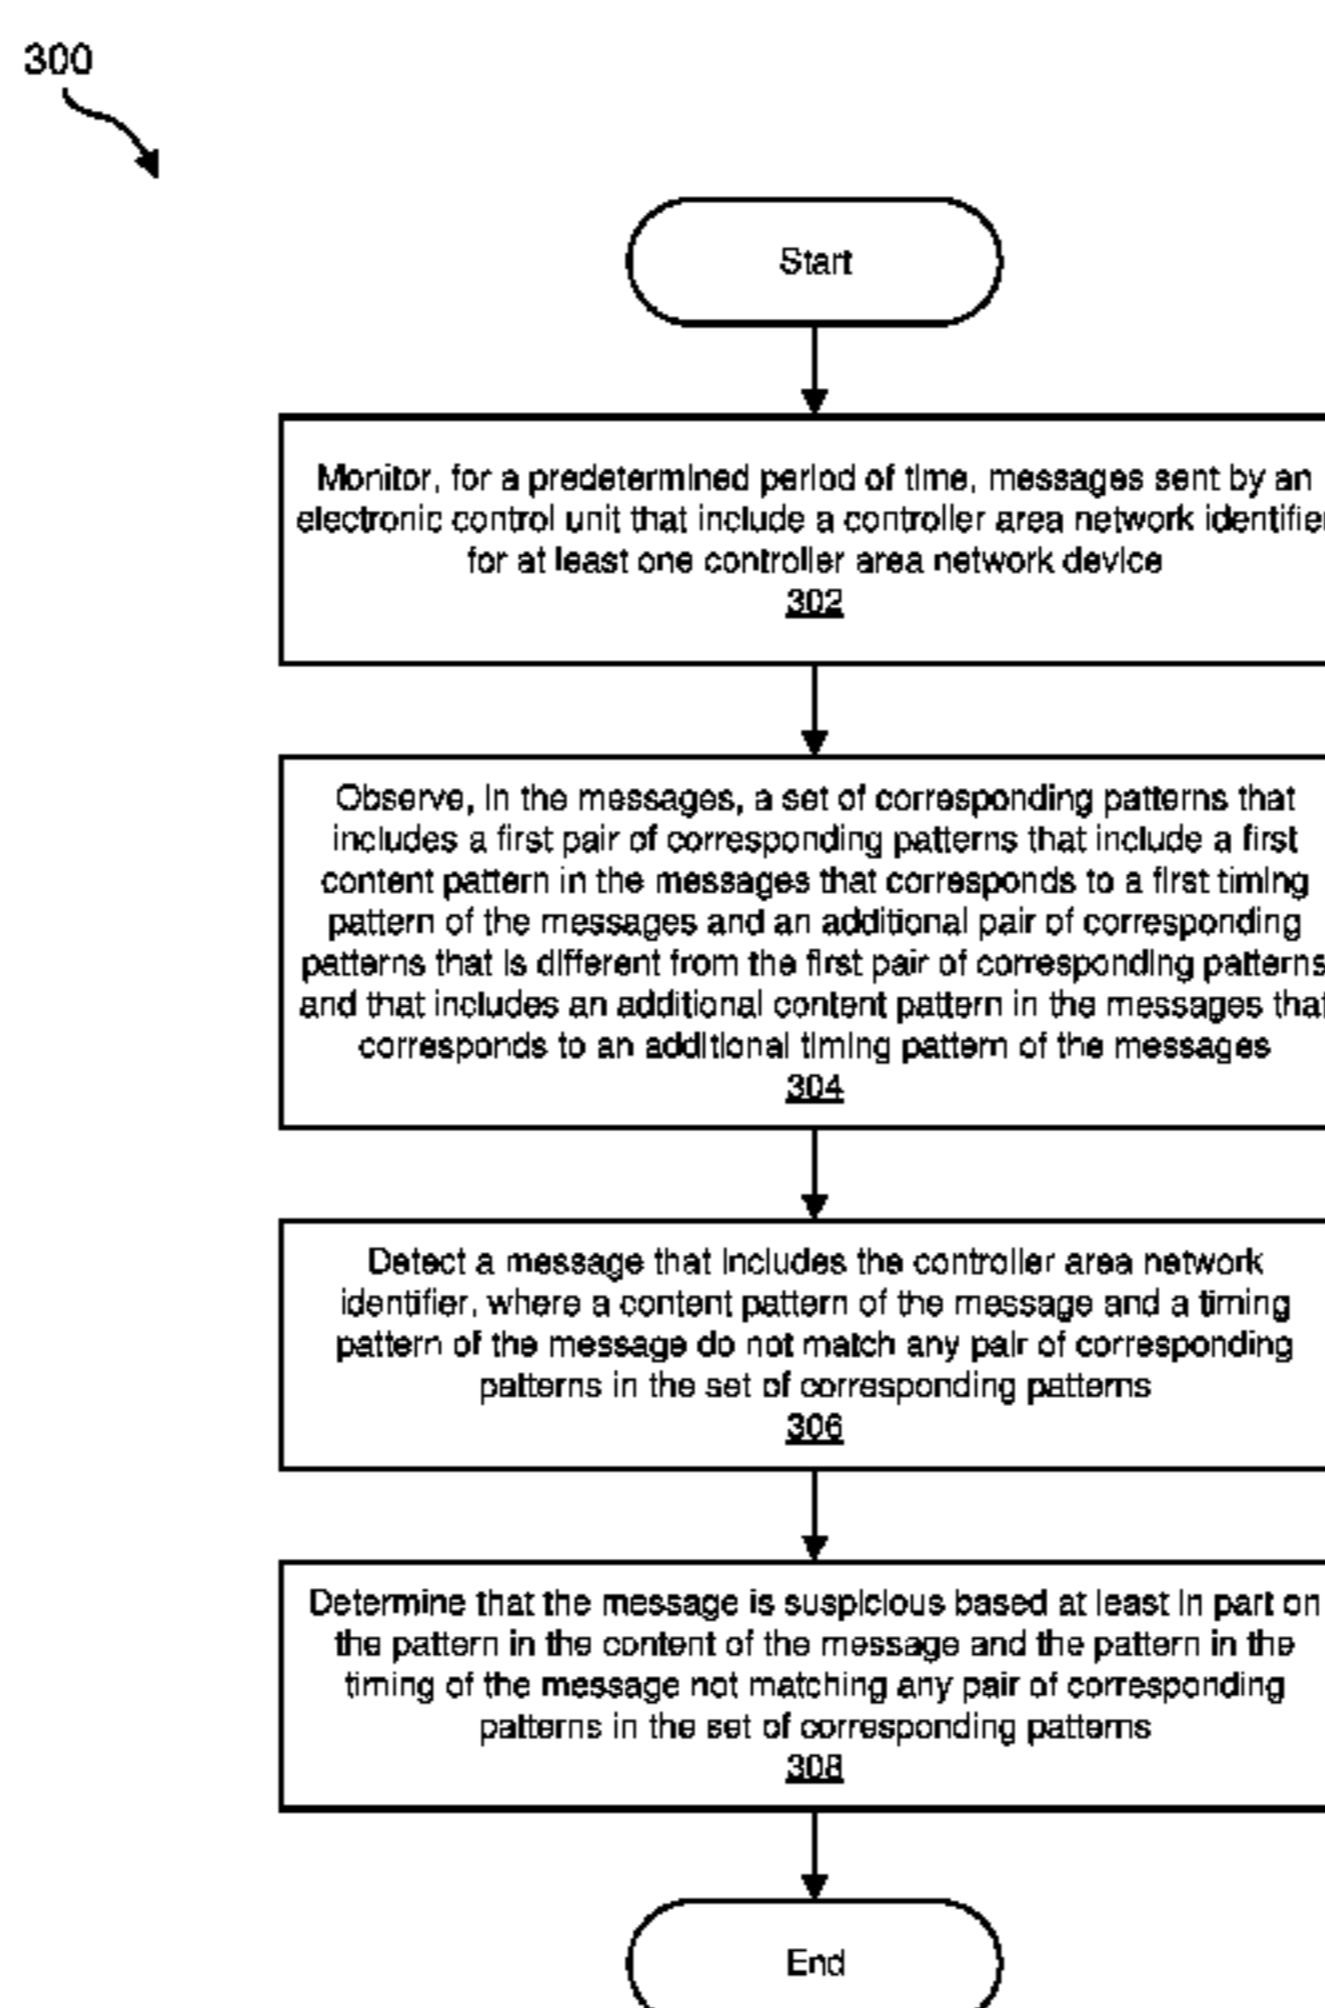 300
Start
Monitor, for a predetermined period of time, messages sent by an
electronic control unit that include a controller area network identifier
for at least one controller area network device
302
Observe, in the messages, a set of corresponding patterns that
includes a first pair of corresponding patterns that include a first
content pattern in the messages that corresponds to a first timing
pattern of the messages and an additional pair of corresponding
patterns that is different from the first pair of corresponding patterns
and that includes an additional content pattern in the messages that
corresponds to an additional timing pattern of the messages
304
Detect a message that includes the controller area network
identifier, where a content pattern of the message and a timing
pattern of the message do not match any pair of corresponding
patterns in the set of corresponding patterns
306
Determine that the message is suspicious based at least in part on
the pattern in the content of the message and the pattern in the
timing of the message not matching any pair of corresponding
patterns in the set of corresponding patterns
308
End